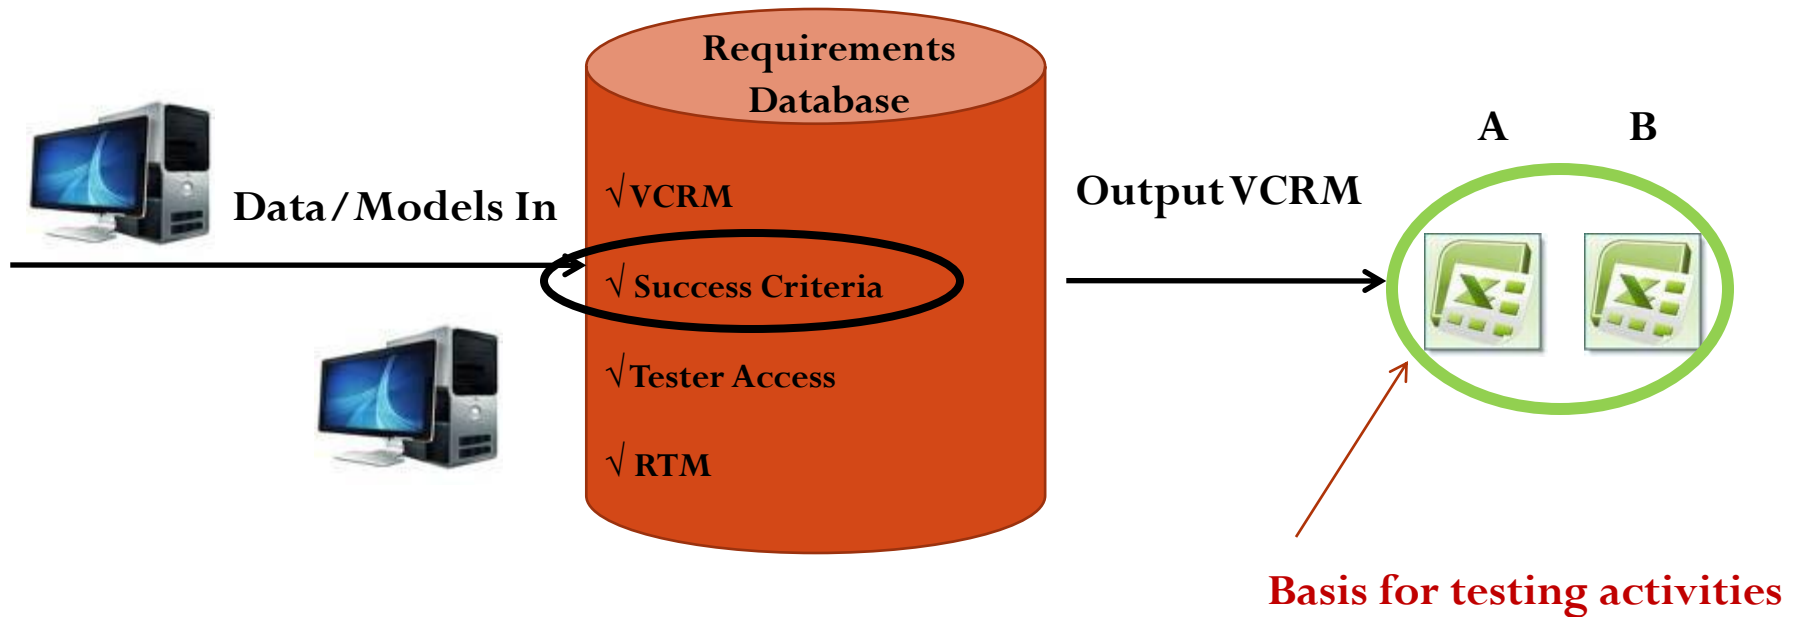 Requirements
Database
A
B
Data/Models In
√ VCRM
Output VCRM
√ Success Criteria
√ Tester Access
√ RTM
Basis for testing activities